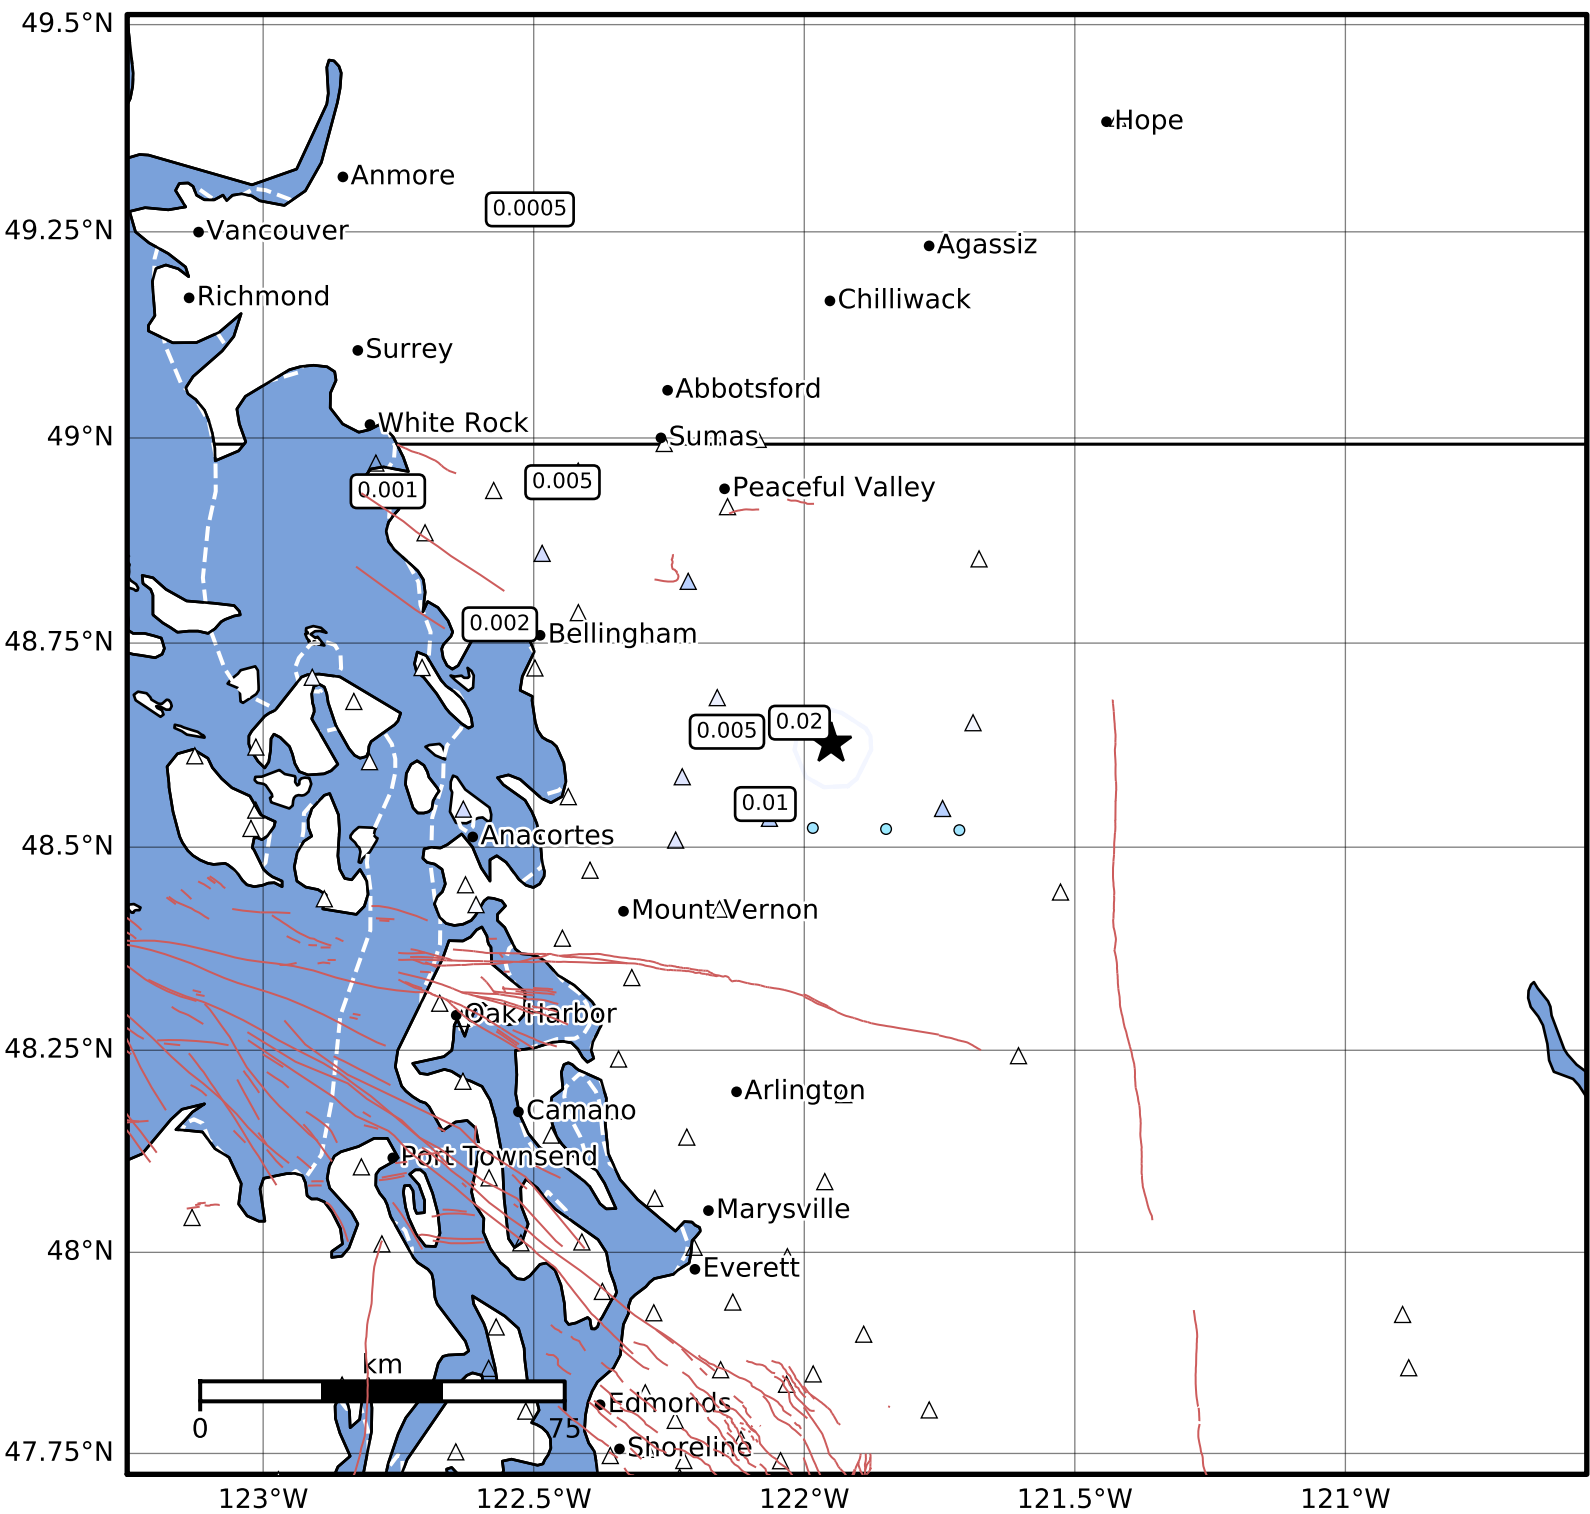 49.5°N
Hope
Anmore
0.0005
49.25°N
Vancouver
Agassiz
Richmond
Chilliwack
Surrey
Abbotsford
White Rock
49°N
Sumas
0.001
0.005
Peaceful Valley
0.002
Bellingham
48.75°N
0.005
0.02
0.01
Anacortes
48.5°N
Mount Vernon
Oak Harbor
48.25°N
Arlington
Camano
Port Townsend
Marysville
48°N
Everett
km
Edmonds
0
75
Shoreline
47.75°N
123°W
122.5°W
122°W
121.5°W
121°W